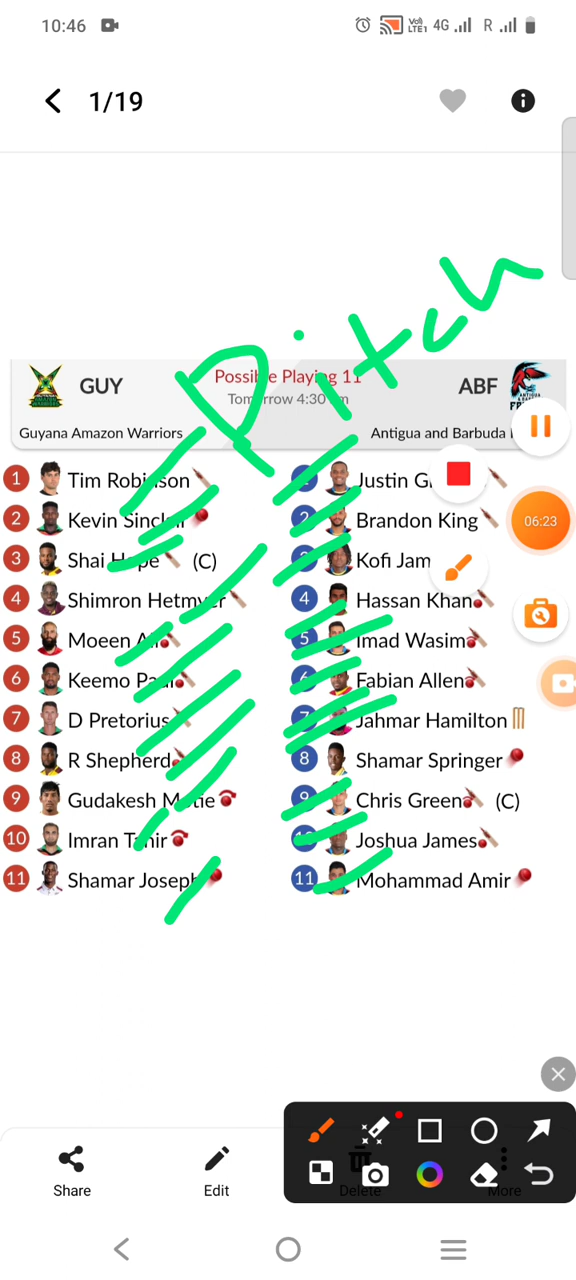 10:46 Vo) LTE1 4G R
1/19
Pitch
GUY Possible Playing 11 ABF
Tomorrow 4:30 pm
Guyana Amazon Warriors Antigua and Barbuda
1 Tim Robinson Justin G
2 Kevin Sinclair 2 Brandon King
3 Shai Hope (C) 3 Kofi Jam
4 Shimron Hetmyer 4 Hassan Khan
5 Moeen Ali 5 Imad Wasim
6 Keemo Paul 6 Fabian Allen
7 D Pretorius 7 Jahmar Hamilton
8 R Shepherd 8 Shamar Springer
9 Gudakesh Motie 9 Chris Green (C)
10 Imran Tahir 10 Joshua James
11 Shamar Joseph 11 Mohammad Amir
06:23
Share Edit Delete More